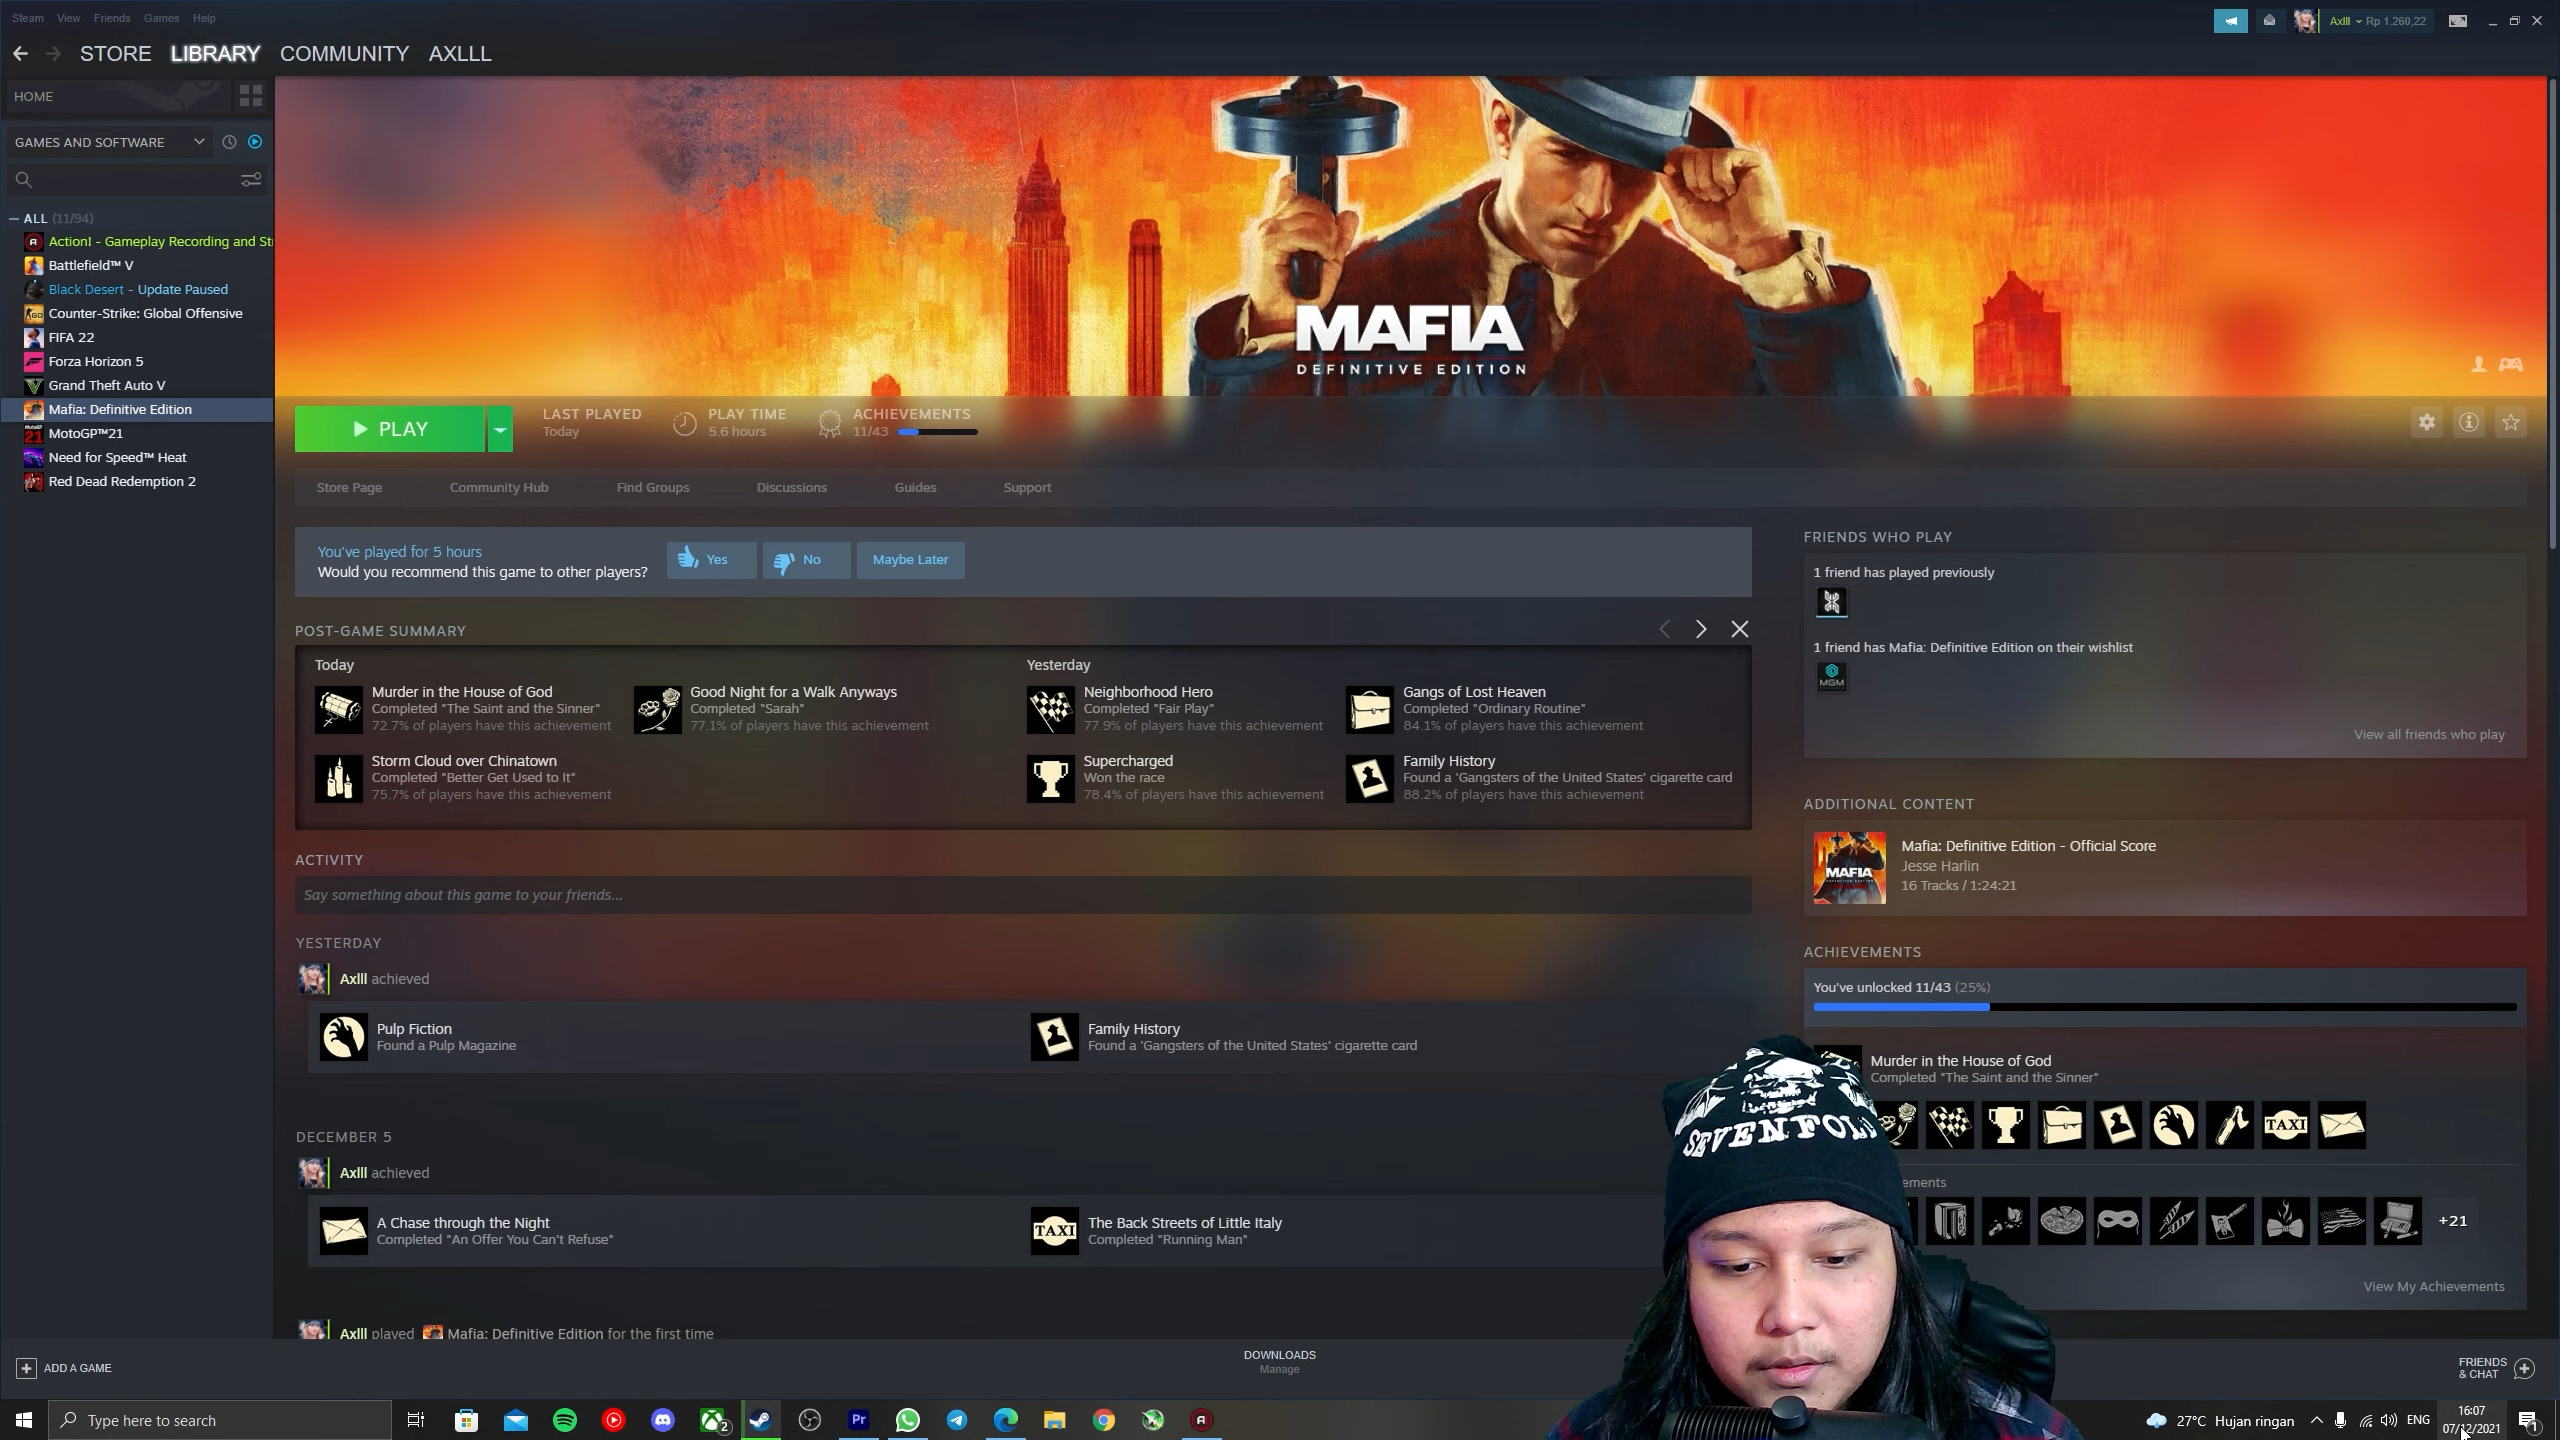 Steam View Friends Games Help
Axlll Rp 1.260,22
STORE LIBRARY COMMUNITY AXLLL
HOME
GAMES AND SOFTWARE
— ALL (11/94)
Action! - Gameplay Recording and St
Battlefield™ V
Black Desert - Update Paused
Counter-Strike: Global Offensive
FIFA 22
Forza Horizon 5
Grand Theft Auto V
Mafia: Definitive Edition
MotoGP™21
Need for Speed™ Heat
Red Dead Redemption 2
MAFIA
DEFINITIVE EDITION
PLAY
LAST PLAYED
Today
PLAY TIME
5.6 hours
ACHIEVEMENTS
11/43
Store Page Community Hub Find Groups Discussions Guides Support
You've played for 5 hours
Would you recommend this game to other players?
Yes No Maybe Later
POST-GAME SUMMARY
Today
Murder in the House of God
Completed "The Saint and the Sinner"
72.7% of players have this achievement
Good Night for a Walk Anyways
Completed "Sarah"
77.1% of players have this achievement
Storm Cloud over Chinatown
Completed "Better Get Used to It"
75.7% of players have this achievement
Yesterday
Neighborhood Hero
Completed "Fair Play"
77.9% of players have this achievement
Gangs of Lost Heaven
Completed "Ordinary Routine"
84.1% of players have this achievement
Supercharged
Won the race
78.4% of players have this achievement
Family History
Found a 'Gangsters of the United States' cigarette card
88.2% of players have this achievement
ACTIVITY
Say something about this game to your friends...
YESTERDAY
Axlll achieved
Pulp Fiction
Found a Pulp Magazine
Family History
Found a 'Gangsters of the United States' cigarette card
DECEMBER 5
Axlll achieved
A Chase through the Night
Completed "An Offer You Can't Refuse"
TAXI
The Back Streets of Little Italy
Completed "Running Man"
Axlll played Mafia: Definitive Edition for the first time
FRIENDS WHO PLAY
1 friend has played previously
1 friend has Mafia: Definitive Edition on their wishlist
MGM
View all friends who play
ADDITIONAL CONTENT
MAFIA
Mafia: Definitive Edition - Official Score
Jesse Harlin
16 Tracks / 1:24:21
ACHIEVEMENTS
You've unlocked 11/43 (25%)
Murder in the House of God
Completed "The Saint and the Sinner"
TAXI
ements
+21
View My Achievements
SEVENFOL
ADD A GAME
DOWNLOADS
Manage
FRIENDS
& CHAT
Type here to search
2
Pr
27°C Hujan ringan
ENG
16:07
07/12/2021
1